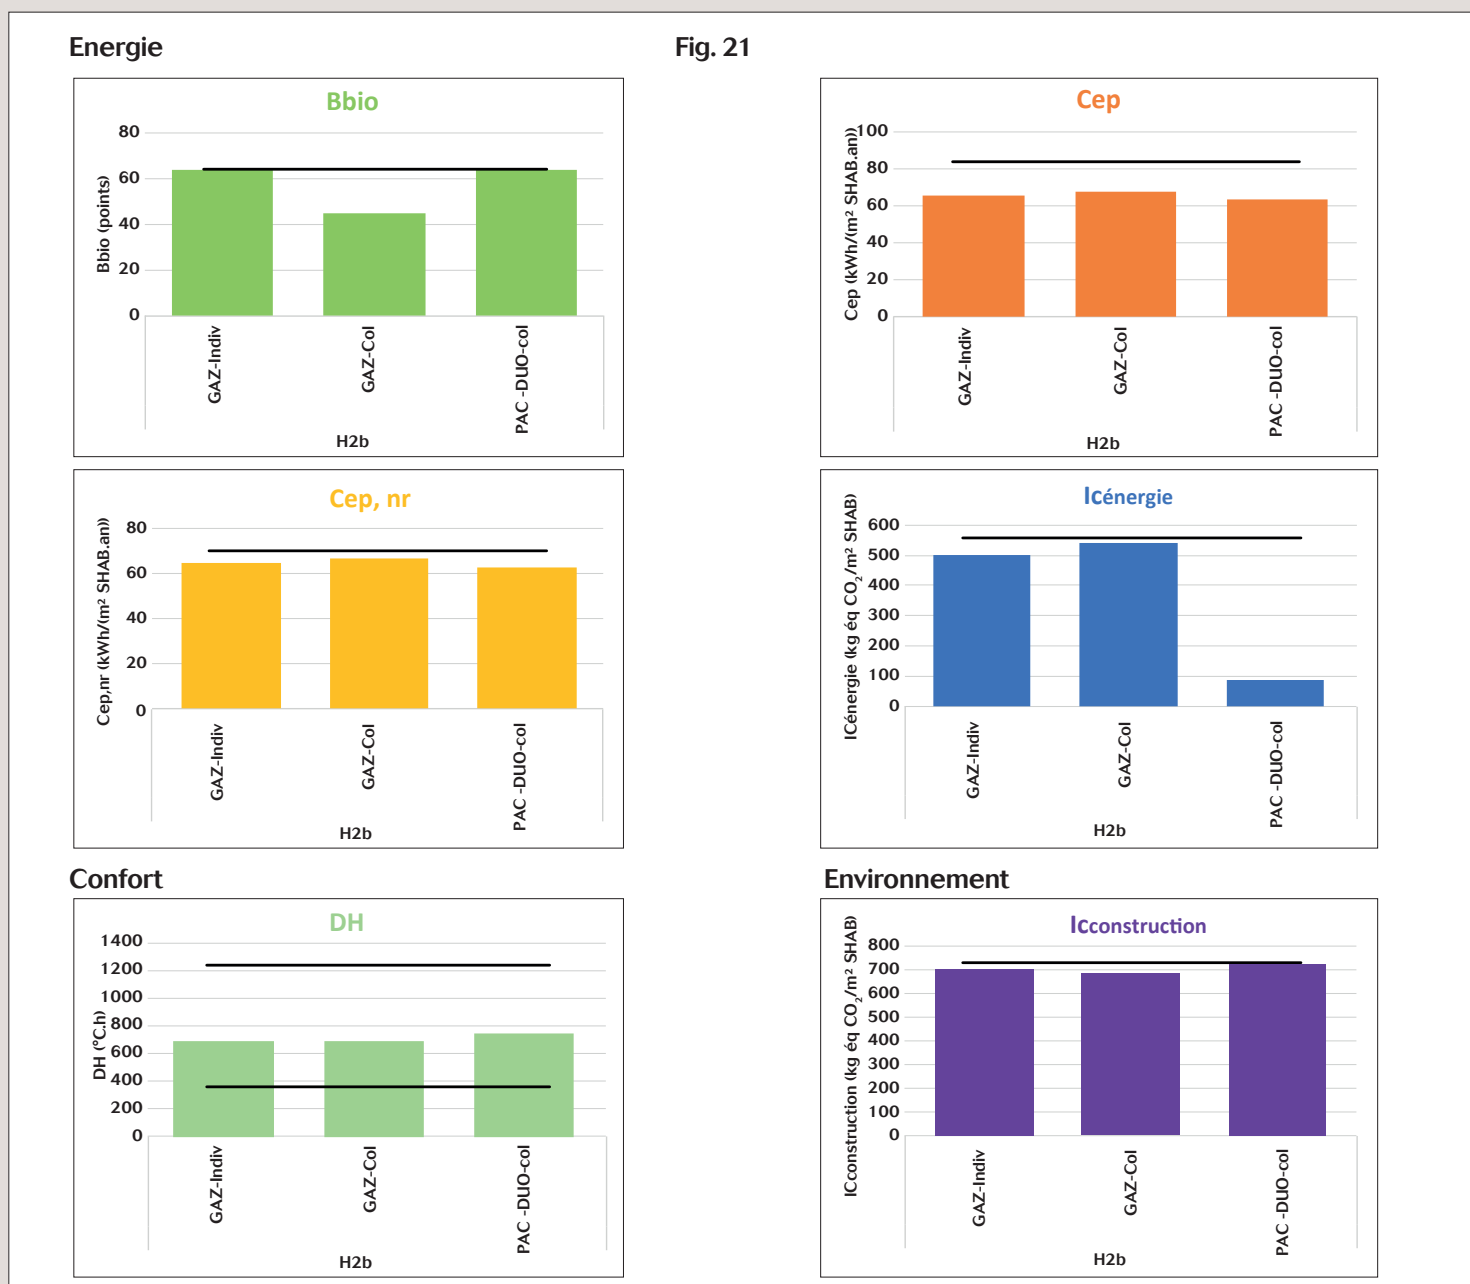 Energie
Fig. 21
Bbio
Bbio (points)
80
60
40
20
0
GAZ-Indiv
GAZ-Col
PAC -DUO-col
H2b
Cep
Cep (kWh/(m² SHAB.an))
100
80
60
40
20
0
GAZ-Indiv
GAZ-Col
PAC -DUO-col
H2b
Cep, nr
Cep,nr (kWh/(m² SHAB.an))
80
60
40
20
0
GAZ-Indiv
GAZ-Col
PAC -DUO-col
H2b
Icénergie
ICénergie (kg éq CO₂/m² SHAB)
600
500
400
300
200
100
0
GAZ-Indiv
GAZ-Col
PAC -DUO-col
H2b
Confort
Environnement
DH
DH (°C.h)
1400
1200
1000
800
600
400
200
0
GAZ-Indiv
GAZ-Col
PAC -DUO-col
H2b
Icconstruction
ICconstruction (kg éq CO₂/m² SHAB)
800
700
600
500
400
300
200
100
0
GAZ-Indiv
GAZ-Col
PAC -DUO-col
H2b